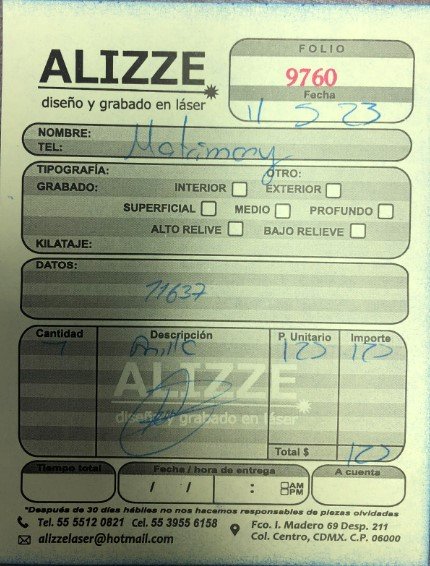 ALIZZE
diseño y grabado en láser
FOLIO
9760
Fecha
11 5 23
NOMBRE:
TEL:
TIPOGRAFÍA: OTRO:
GRABADO: INTERIOR EXTERIOR
SUPERFICIAL MEDIO PROFUNDO
ALTO RELIVE BAJO RELIEVE
KILATAJE:
DATOS:
11637
Cantidad Descripción P. Unitario Importe
1 Anillo
ALIZZE
diseño y grabado en láser
Total $
Tiempo total Fecha / hora de entrega A cuenta
/ / : AM
PM
*Después de 30 días hábiles no nos hacemos responsables de piezas olvidadas
Tel. 55 5512 0821 Cel. 55 3955 6158
alizzelaser@hotmail.com
Fco. I. Madero 69 Desp. 211
Col. Centro, CDMX. C.P. 06000